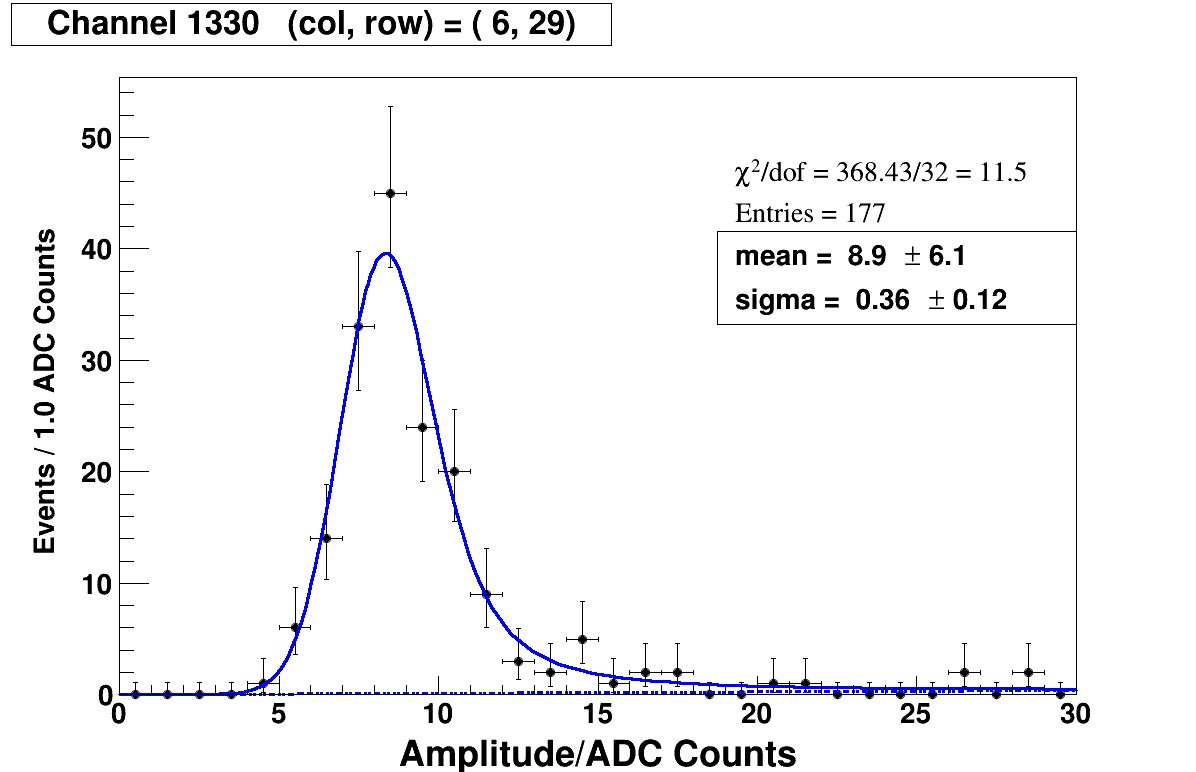 Channel 1330 (col, row) = ( 6, 29)
χ²/dof = 368.43/32 = 11.5
Entries = 177
mean = 8.9 ± 6.1
sigma = 0.36 ± 0.12
Events / 1.0 ADC Counts
50
40
30
20
10
0
0 5 10 15 20 25 30
Amplitude/ADC Counts